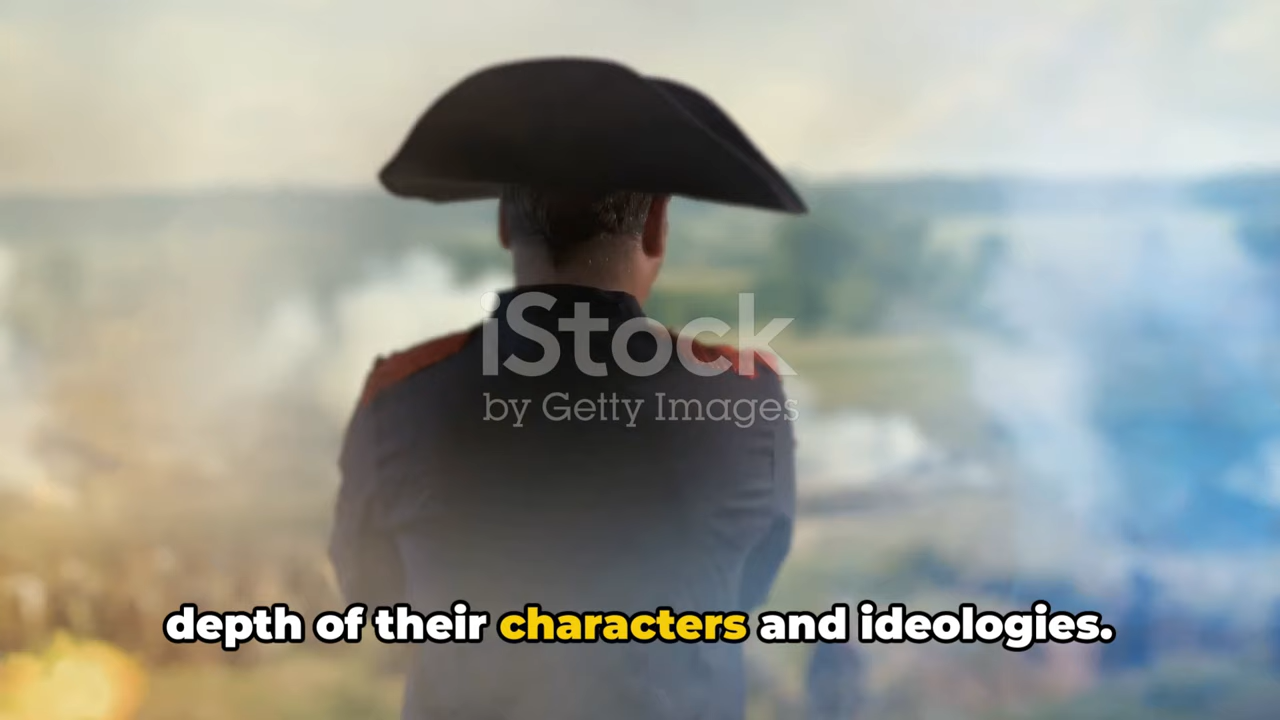 iStock
by Getty Images
depth of their characters and ideologies.